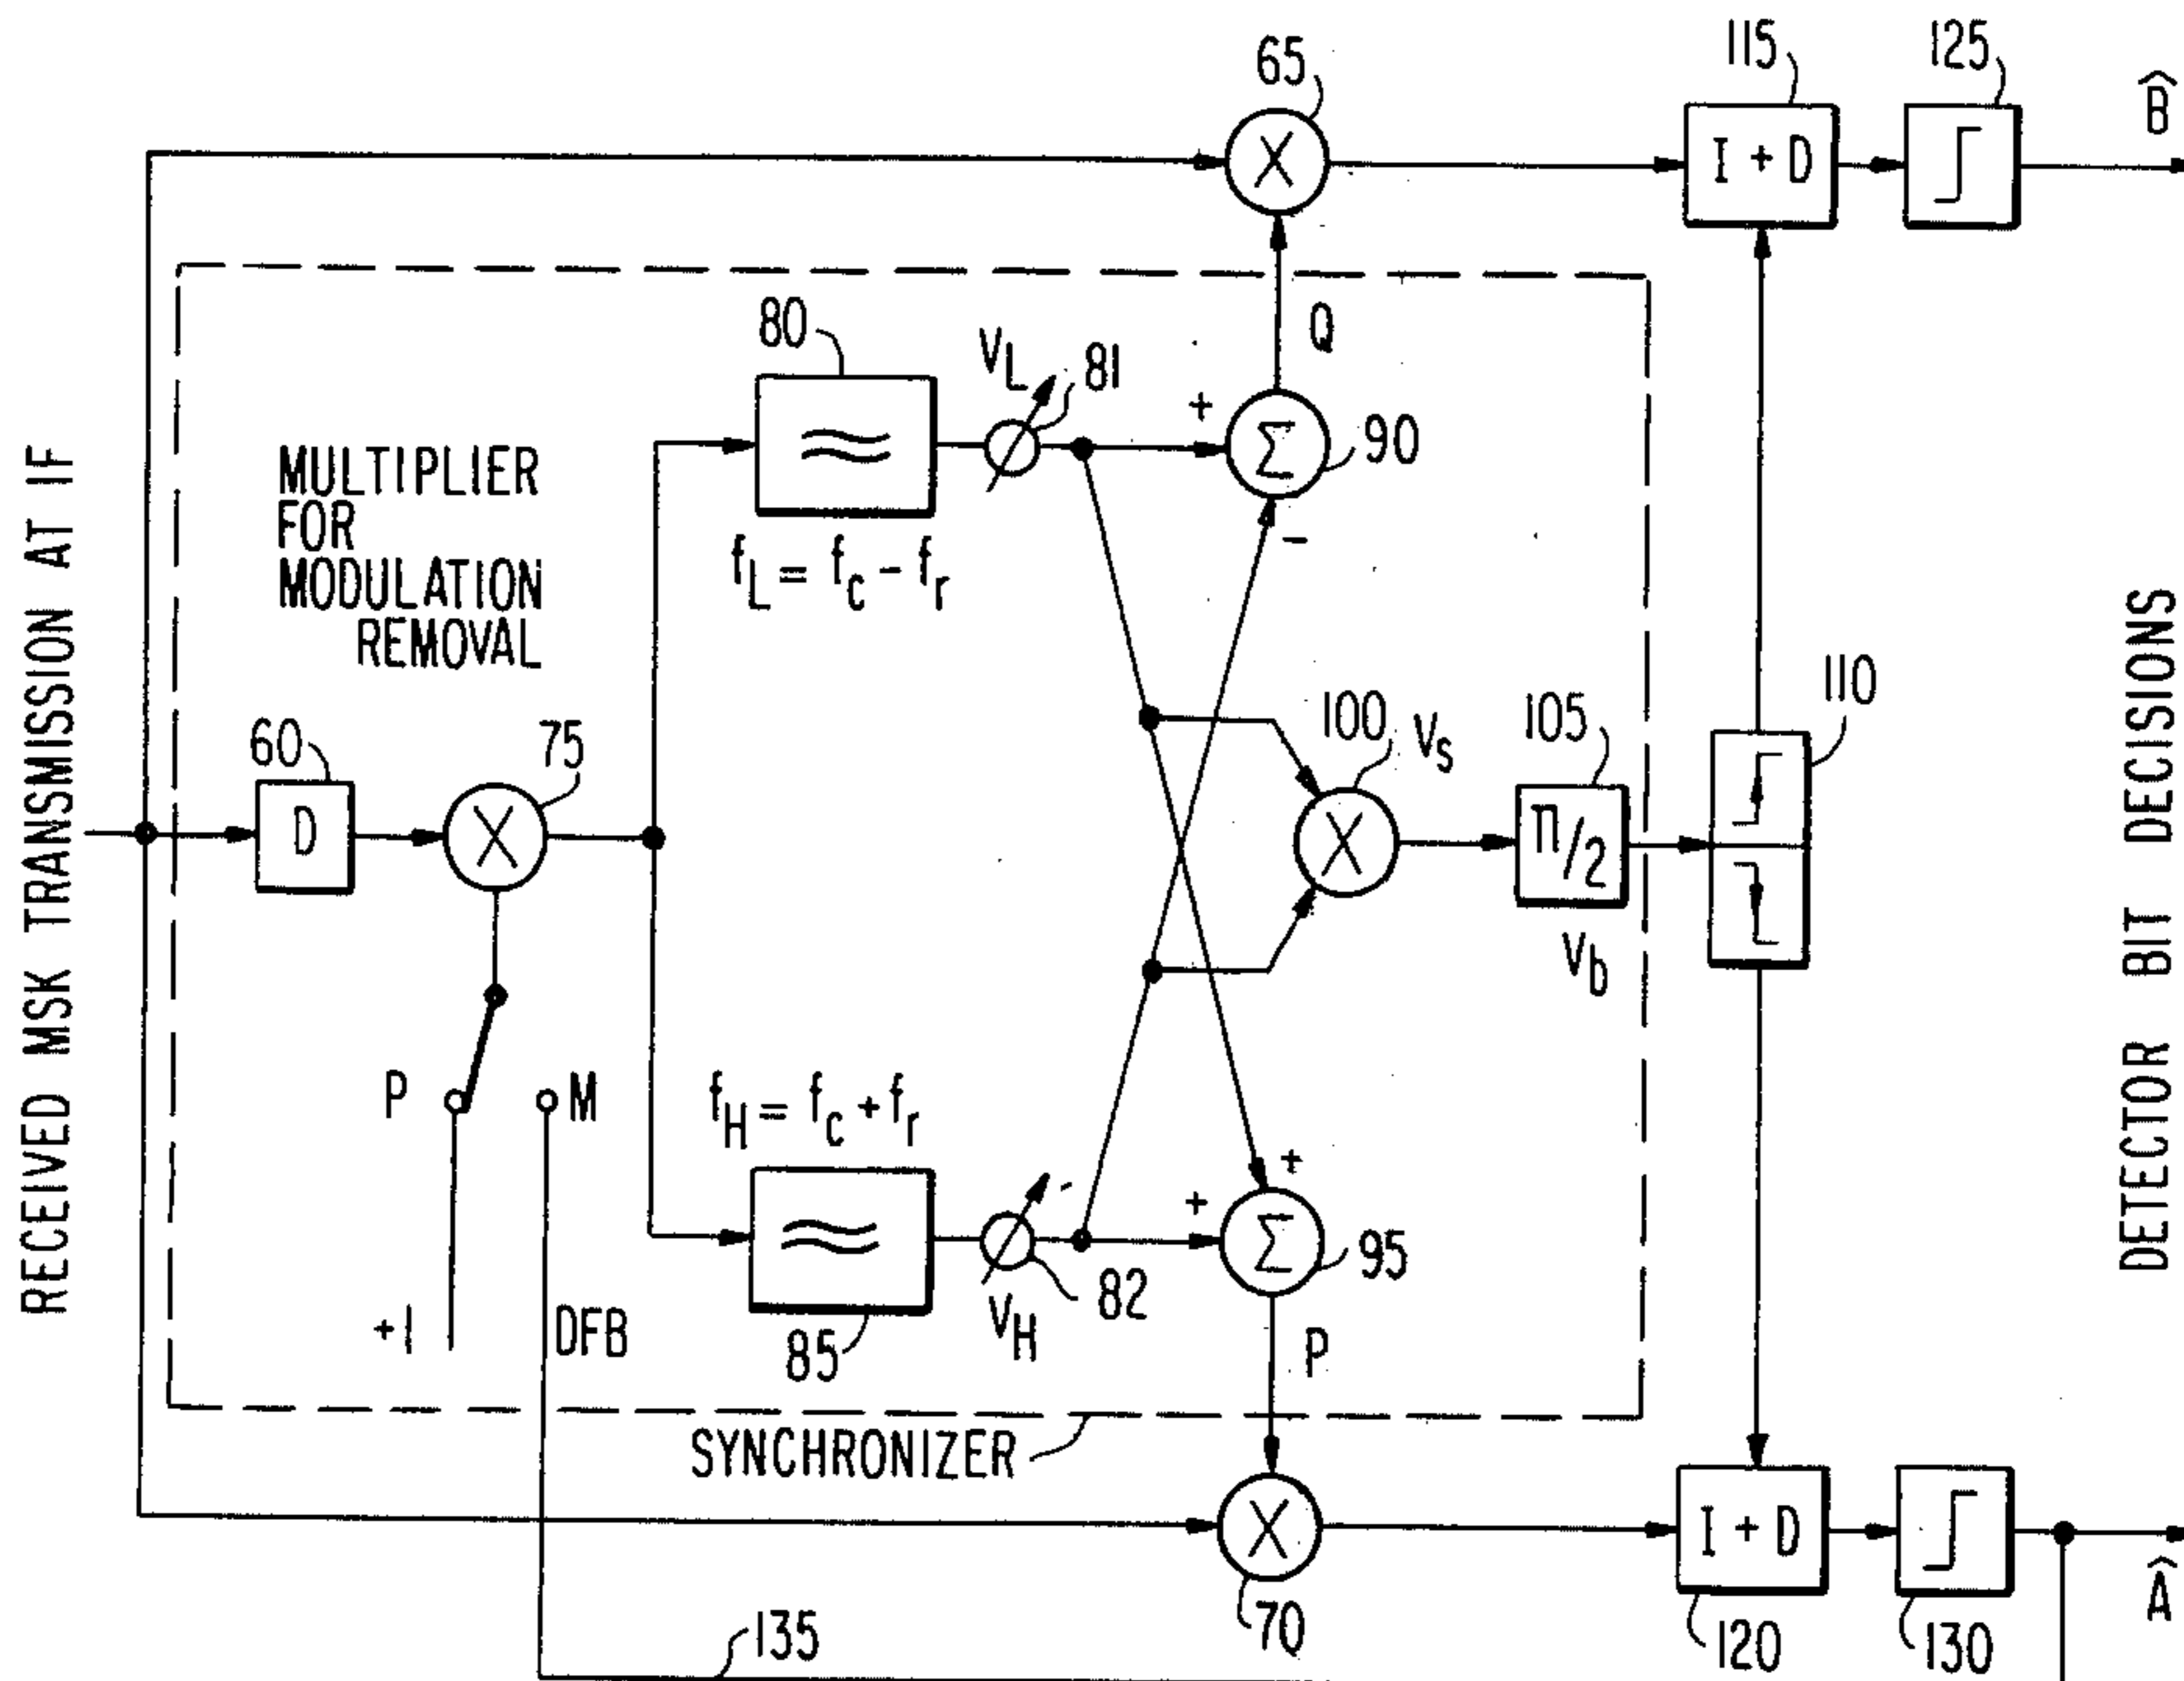 RECEIVED MSK TRANSMISSION AT IF
65
115
125
B̂
X
I + D
80
V_L
81
Q
MULTIPLIER
FOR
MODULATION
REMOVAL
+
Σ
90
f_L = f_c - f_r
-
60
75
100
V_s
105
110
D
X
X
π/2
V_b
P
M
f_H = f_c + f_r
+
+
-
Σ
95
+1
DFB
85
V_H
82
P
SYNCHRONIZER
X
I + D
70
135
120
130
Â
DETECTOR BIT DECISIONS